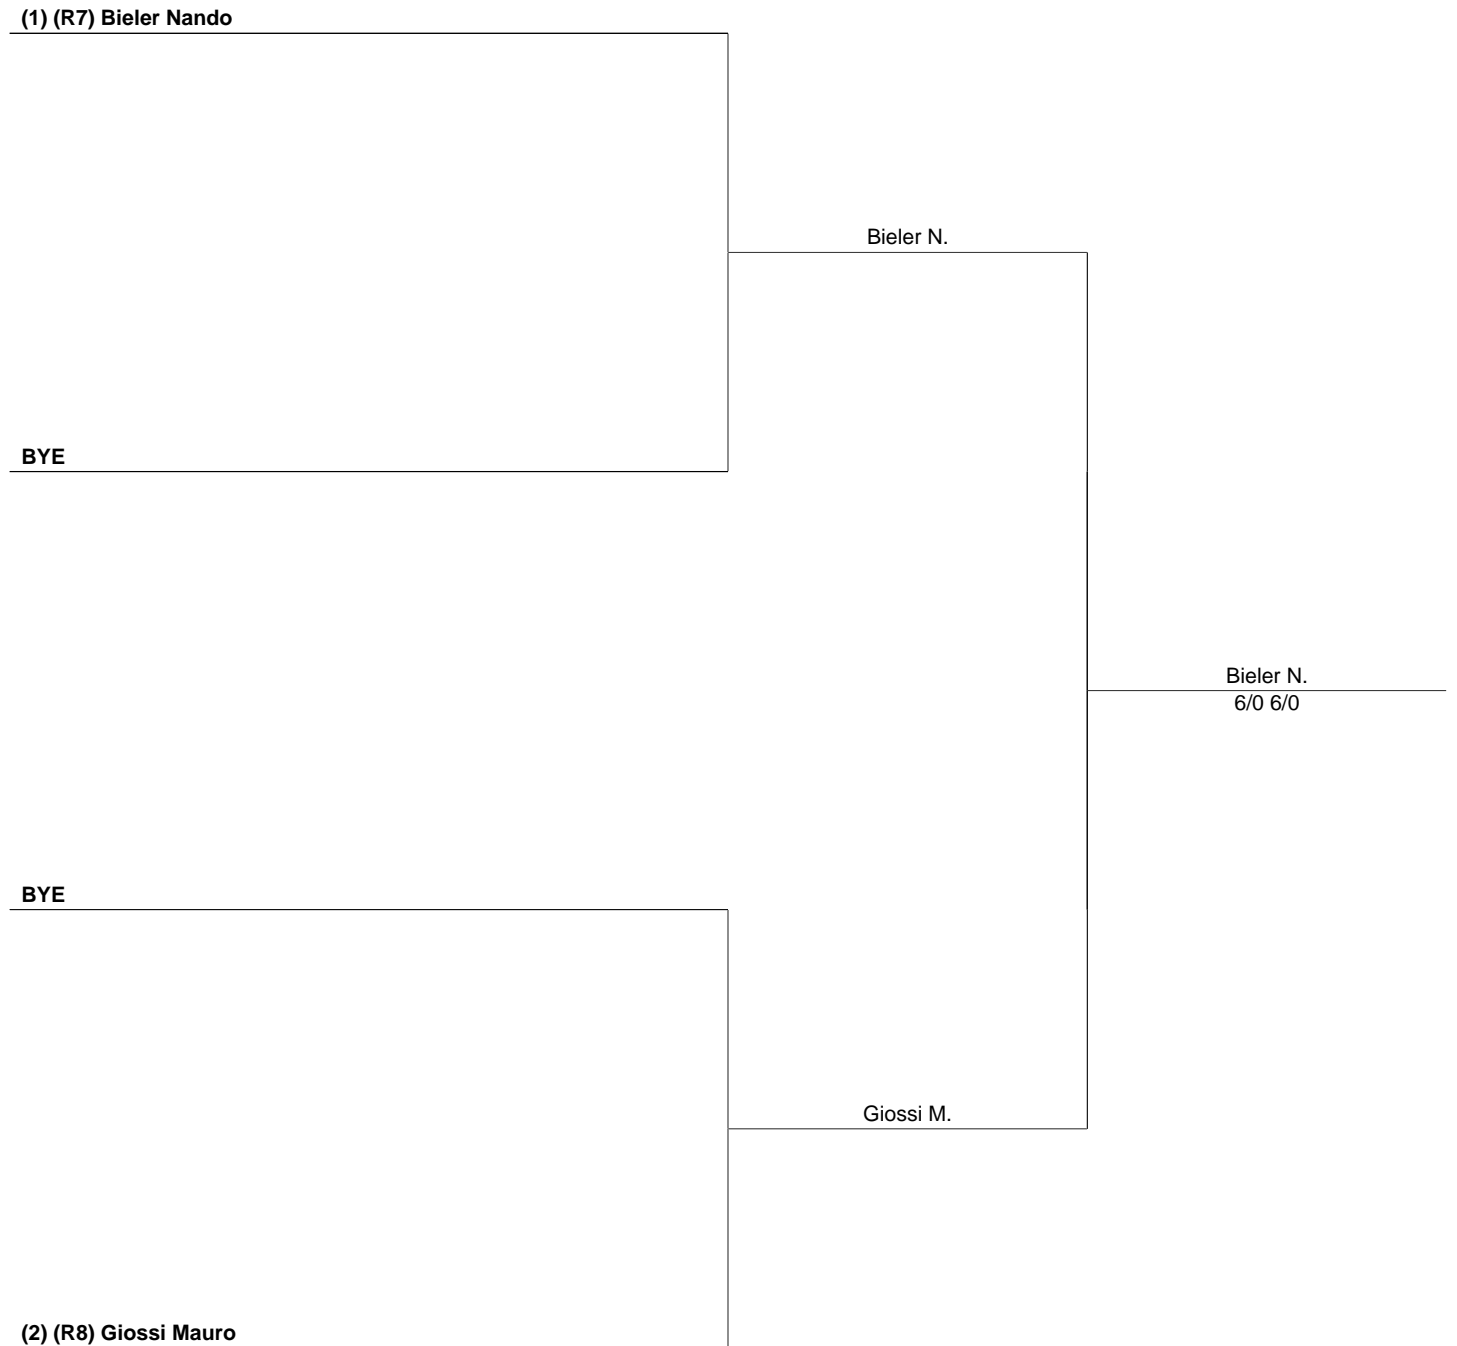 (1) (R7) Bieler Nando
Bieler N.
BYE
Bieler N.
6/0 6/0
BYE
Giossi M.
(2) (R8) Giossi Mauro